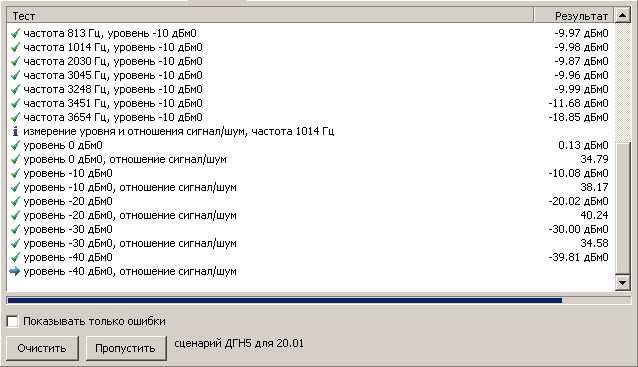 Тест Результат
частота 813 Гц, уровень -10 дБм0 -9.97 дБм0
частота 1014 Гц, уровень -10 дБм0 -9.98 дБм0
частота 2030 Гц, уровень -10 дБм0 -9.87 дБм0
частота 3045 Гц, уровень -10 дБм0 -9.96 дБм0
частота 3248 Гц, уровень -10 дБм0 -9.99 дБм0
частота 3451 Гц, уровень -10 дБм0 -11.68 дБм0
частота 3654 Гц, уровень -10 дБм0 -18.85 дБм0
измерение уровня и отношения сигнал/шум, частота 1014 Гц
уровень 0 дБм0 0.13 дБм0
уровень 0 дБм0, отношение сигнал/шум 34.79
уровень -10 дБм0 -10.08 дБм0
уровень -10 дБм0, отношение сигнал/шум 38.17
уровень -20 дБм0 -20.02 дБм0
уровень -20 дБм0, отношение сигнал/шум 40.24
уровень -30 дБм0 -30.00 дБм0
уровень -30 дБм0, отношение сигнал/шум 34.58
уровень -40 дБм0 -39.81 дБм0
уровень -40 дБм0, отношение сигнал/шум
Показывать только ошибки
Очистить Пропустить сценарий ДГН5 для 20.01